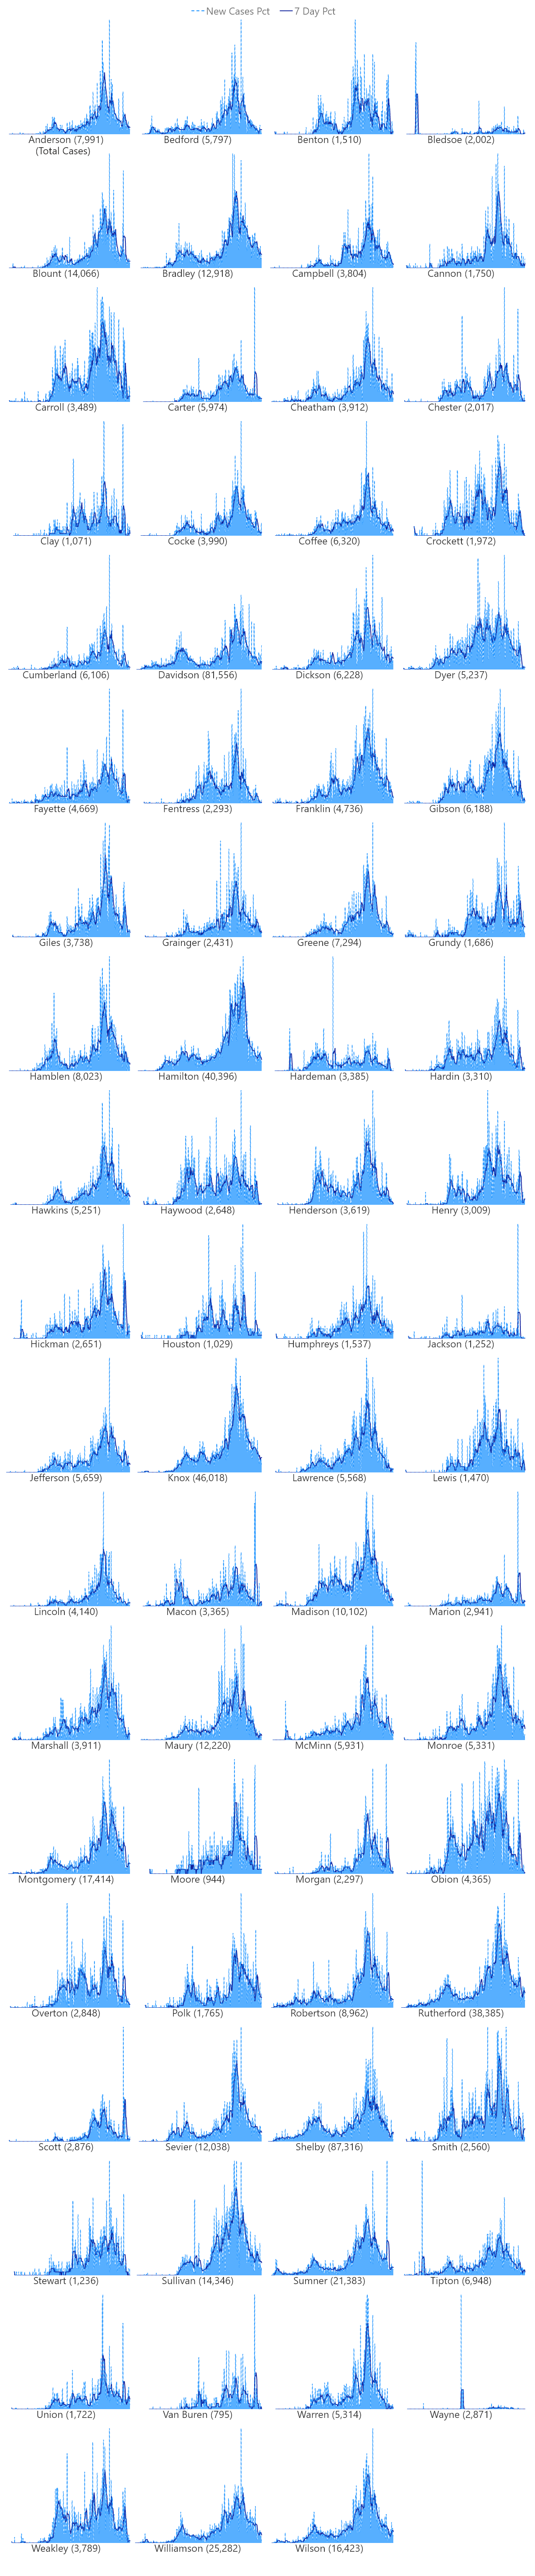 New Cases Pct 7 Day Pct
Anderson (7,991) Bedford (5,797) Benton (1,510) Bledsoe (2,002)
(Total Cases)
Blount (14,066) Bradley (12,918) Campbell (3,804) Cannon (1,750)
Carroll (3,489) Carter (5,974) Cheatham (3,912) Chester (2,017)
Clay (1,071) Cocke (3,990) Coffee (6,320) Crockett (1,972)
Cumberland (6,106) Davidson (81,556) Dickson (6,228) Dyer (5,237)
Fayette (4,669) Fentress (2,293) Franklin (4,736) Gibson (6,188)
Giles (3,738) Grainger (2,431) Greene (7,294) Grundy (1,686)
Hamblen (8,023) Hamilton (40,396) Hardeman (3,385) Hardin (3,310)
Hawkins (5,251) Haywood (2,648) Henderson (3,619) Henry (3,009)
Hickman (2,651) Houston (1,029) Humphreys (1,537) Jackson (1,252)
Jefferson (5,659) Knox (46,018) Lawrence (5,568) Lewis (1,470)
Lincoln (4,140) Macon (3,365) Madison (10,102) Marion (2,941)
Marshall (3,911) Maury (12,220) McMinn (5,931) Monroe (5,331)
Montgomery (17,414) Moore (944) Morgan (2,297) Obion (4,365)
Overton (2,848) Polk (1,765) Robertson (8,962) Rutherford (38,385)
Scott (2,876) Sevier (12,038) Shelby (87,316) Smith (2,560)
Stewart (1,236) Sullivan (14,346) Sumner (21,383) Tipton (6,948)
Union (1,722) Van Buren (795) Warren (5,314) Wayne (2,871)
Weakley (3,789) Williamson (25,282) Wilson (16,423)